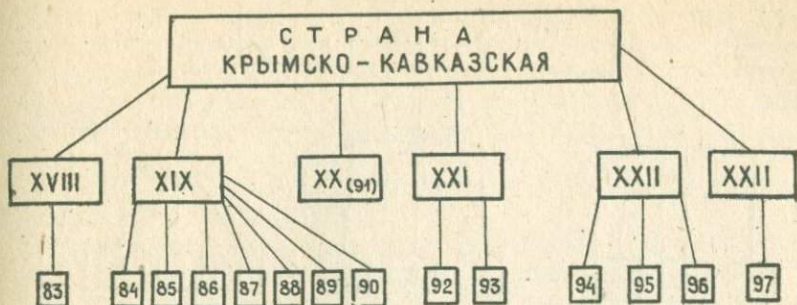 СТРАНА
КРЫМСКО-КАВКАЗСКАЯ
XVIII XIX XX(91) XXI XXII XXII
83 84 85 86 87 88 89 90 92 93 94 95 96 97